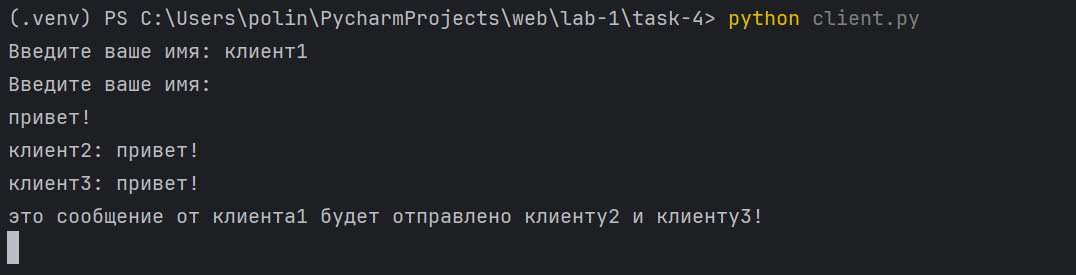 (.venv) PS C:\Users\polin\PycharmProjects\web\lab-1\task-4> python client.py
Введите ваше имя: клиент1
Введите ваше имя:
привет!
клиент2: привет!
клиент3: привет!
это сообщение от клиента1 будет отправлено клиенту2 и клиенту3!